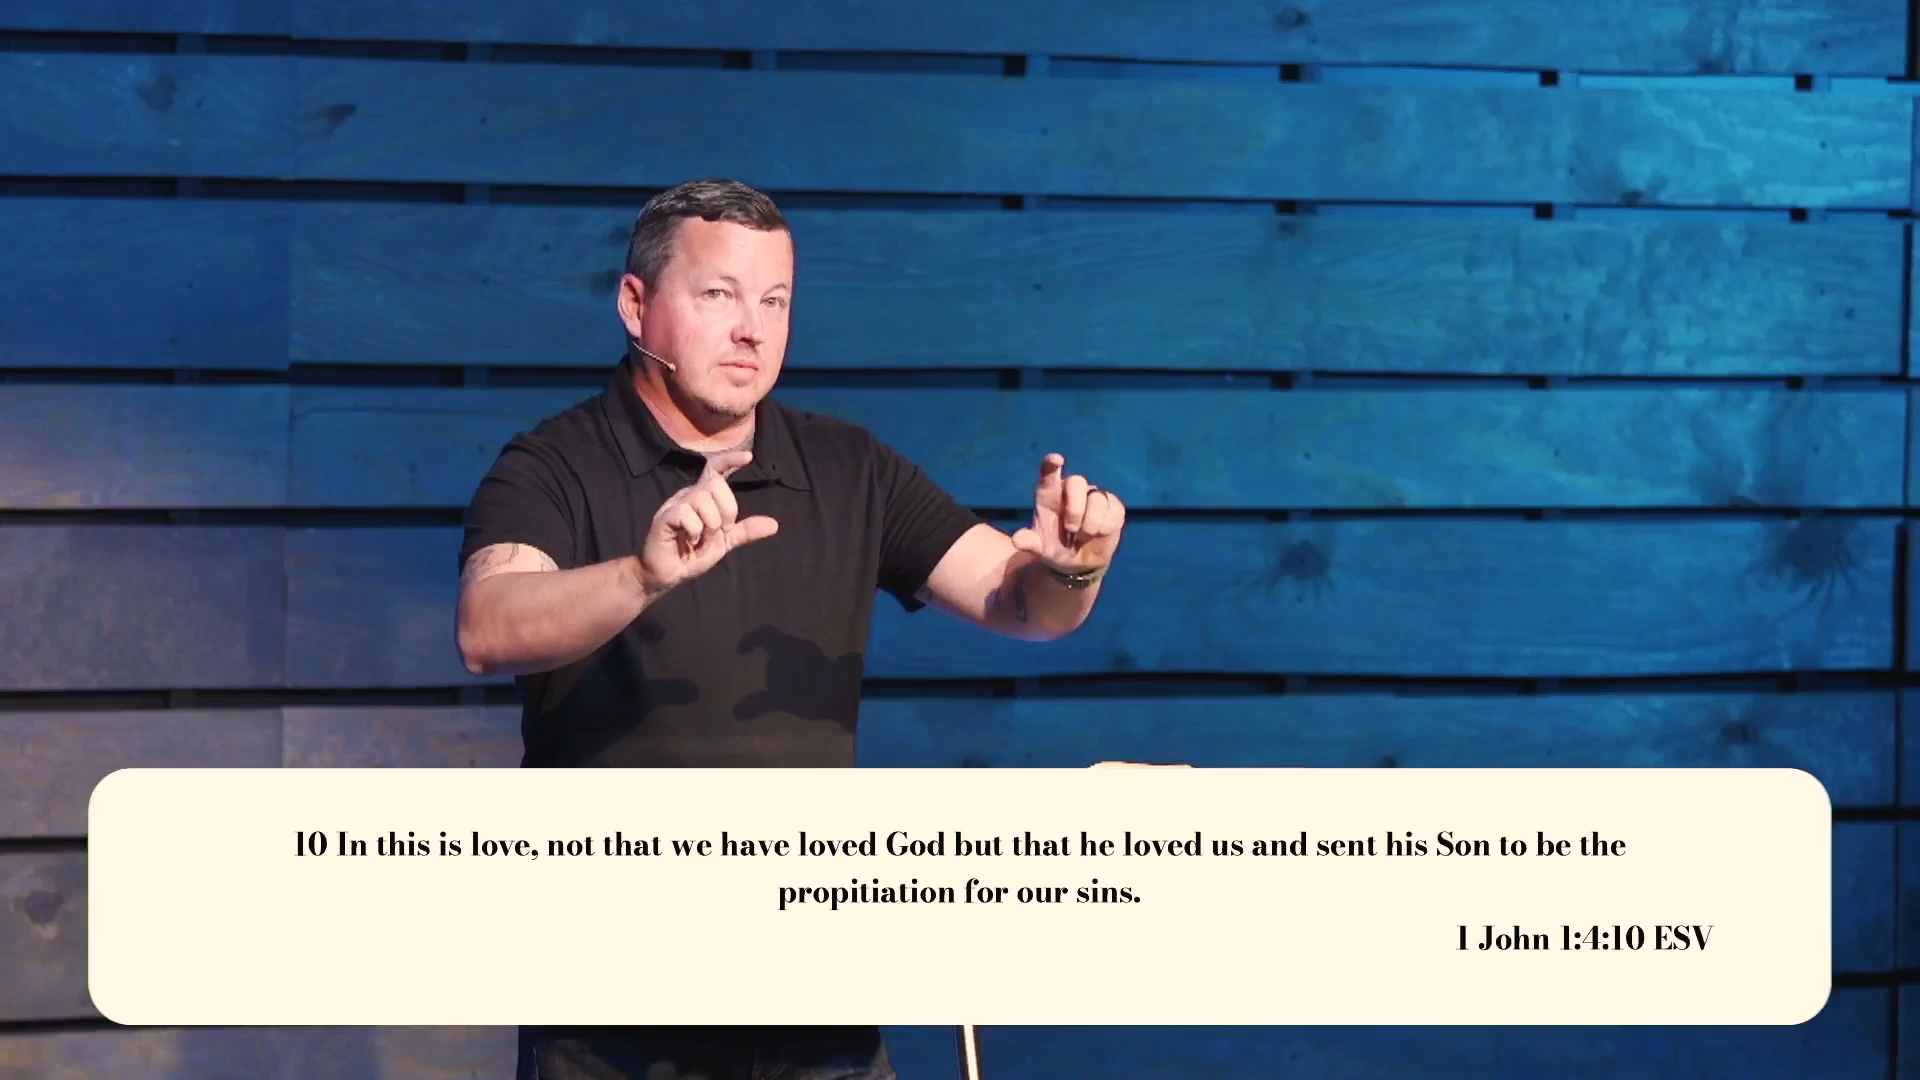 10 In this is love, not that we have loved God but that he loved us and sent his Son to be the
propitiation for our sins.
1 John 1:4:10 ESV